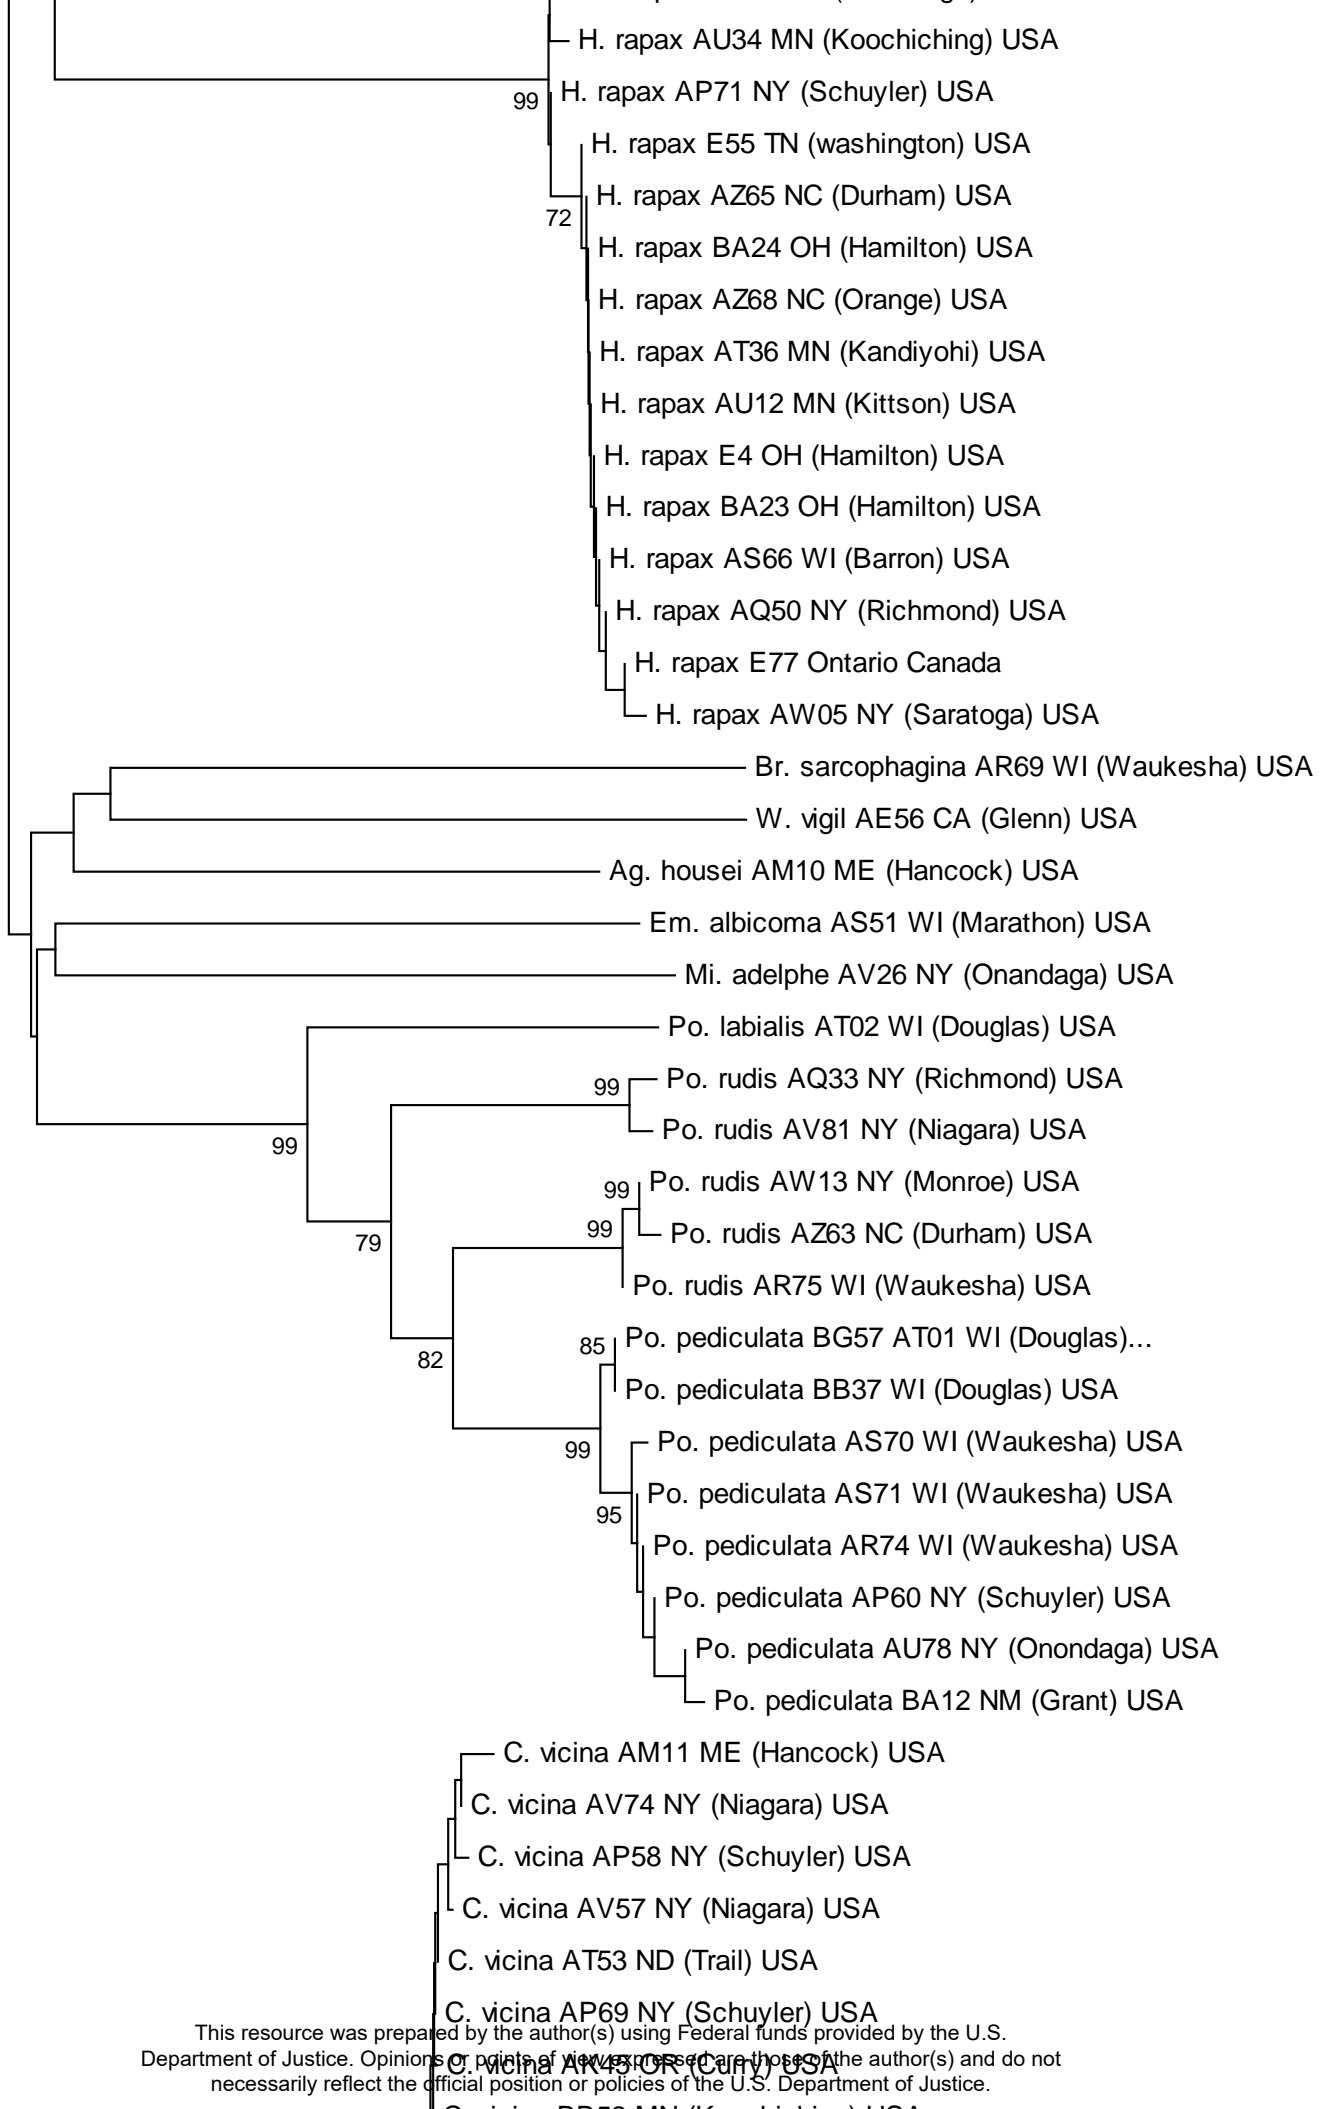 H. rapax AU34 MN (Koochiching) USA
H. rapax AP71 NY (Schuyler) USA
99
H. rapax E55 TN (washington) USA
H. rapax AZ65 NC (Durham) USA
72
H. rapax BA24 OH (Hamilton) USA
H. rapax AZ68 NC (Orange) USA
H. rapax AT36 MN (Kandiyohi) USA
H. rapax AU12 MN (Kittson) USA
H. rapax E4 OH (Hamilton) USA
H. rapax BA23 OH (Hamilton) USA
H. rapax AS66 WI (Barron) USA
H. rapax AQ50 NY (Richmond) USA
H. rapax E77 Ontario Canada
H. rapax AW05 NY (Saratoga) USA
Br. sarcophagina AR69 WI (Waukesha) USA
W. vigil AE56 CA (Glenn) USA
Ag. housei AM10 ME (Hancock) USA
Em. albicoma AS51 WI (Marathon) USA
Mi. adelphe AV26 NY (Onandaga) USA
Po. labialis AT02 WI (Douglas) USA
Po. rudis AQ33 NY (Richmond) USA
99
Po. rudis AV81 NY (Niagara) USA
99
Po. rudis AW13 NY (Monroe) USA
99
Po. rudis AZ63 NC (Durham) USA
99
79
Po. rudis AR75 WI (Waukesha) USA
Po. pediculata BG57 AT01 WI (Douglas)...
85
82
Po. pediculata BB37 WI (Douglas) USA
Po. pediculata AS70 WI (Waukesha) USA
99
Po. pediculata AS71 WI (Waukesha) USA
95
Po. pediculata AR74 WI (Waukesha) USA
Po. pediculata AP60 NY (Schuyler) USA
Po. pediculata AU78 NY (Onondaga) USA
Po. pediculata BA12 NM (Grant) USA
C. vicina AM11 ME (Hancock) USA
C. vicina AV74 NY (Niagara) USA
C. vicina AP58 NY (Schuyler) USA
C. vicina AV57 NY (Niagara) USA
C. vicina AT53 ND (Trail) USA
C. vicina AP69 NY (Schuyler) USA
This resource was prepared by the author(s) using Federal funds provided by the U.S.
Department of Justice. Opinions or points of view expressed are those of the author(s) and do not
C. vicina AK45 OR (Curry) USA
necessarily reflect the official position or policies of the U.S. Department of Justice.